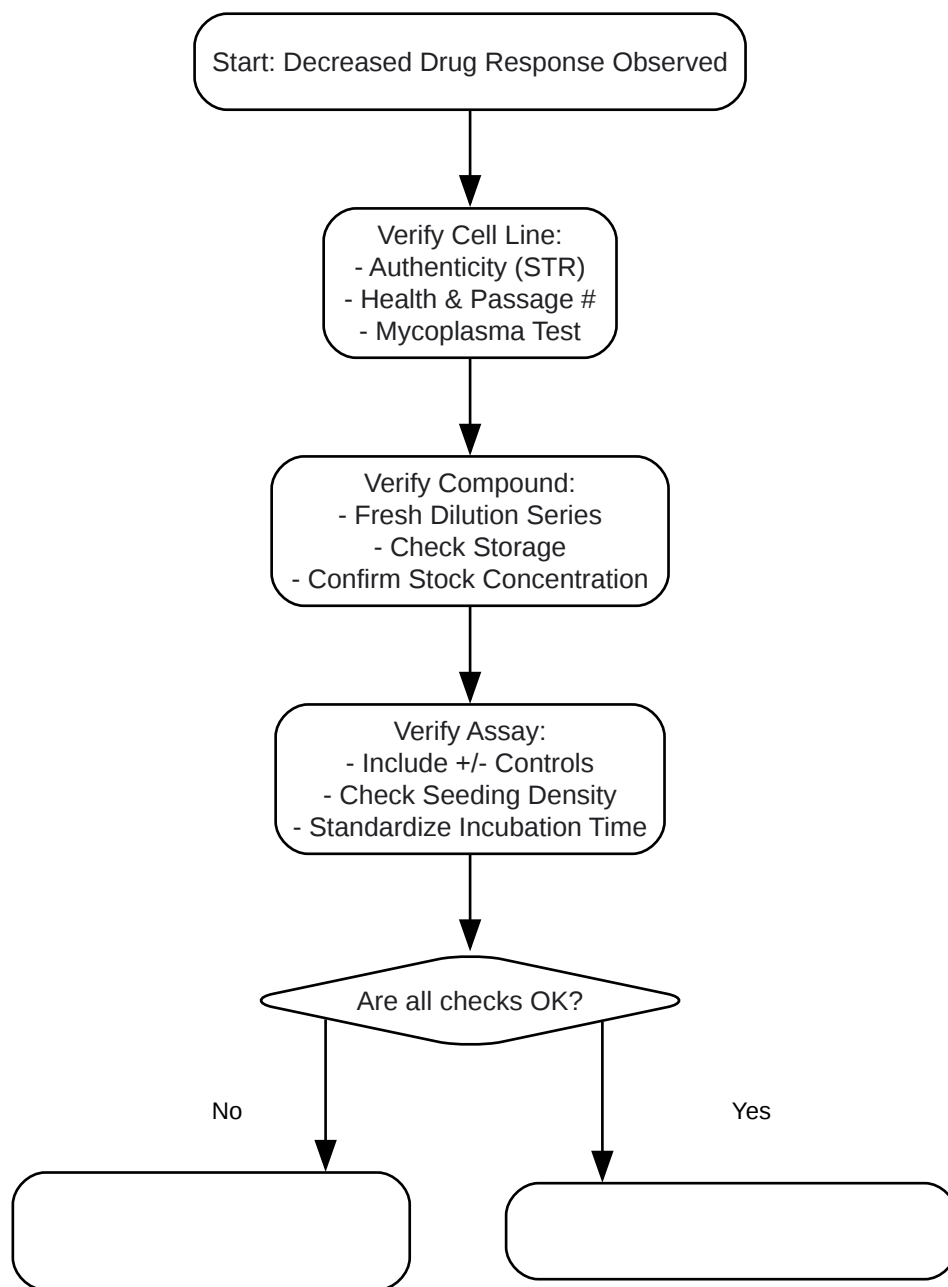 Start: Decreased Drug Response Observed
Verify Cell Line:
- Authenticity (STR)
- Health & Passage #
- Mycoplasma Test
Verify Compound:
- Fresh Dilution Series
- Check Storage
- Confirm Stock Concentration
Verify Assay:
- Include +/- Controls
- Check Seeding Density
- Standardize Incubation Time
Are all checks OK?
No
Yes